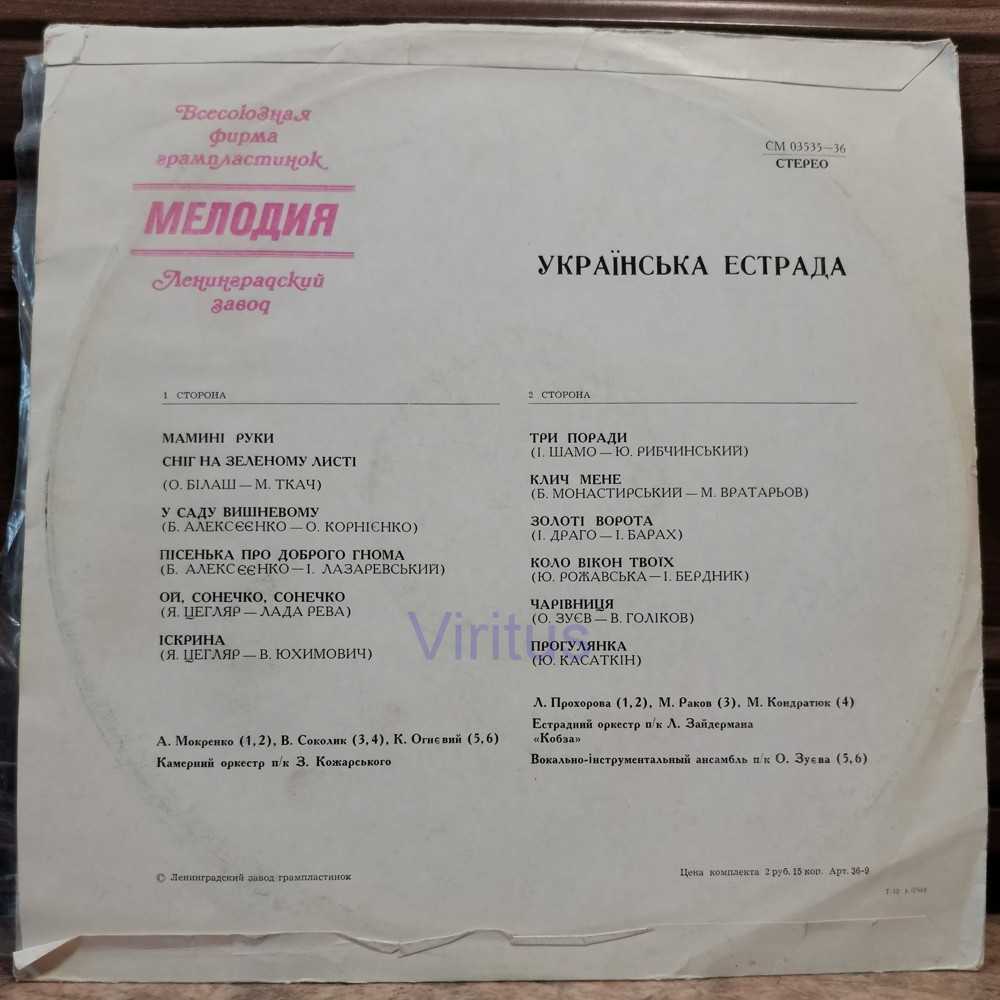 Всесоюзная
фирма
грампластинок
МЕЛОДИЯ
Ленинградский
завод
СМ 03535—36
СТЕРЕО
УКРАЇНСЬКА ЕСТРАДА
1 СТОРОНА
МАМИНІ РУКИ
СНІГ НА ЗЕЛЕНОМУ ЛИСТІ
(О. БІЛАШ — М. ТКАЧ)
У САДУ ВИШНЕВОМУ
(Б. АЛЕКСЄЄНКО — О. КОРНІЄНКО)
ПІСЕНЬКА ПРО ДОБРОГО ГНОМА
(Б. АЛЕКСЄЄНКО — І. ЛАЗАРЕВСЬКИЙ)
ОЙ, СОНЕЧКО, СОНЕЧКО
(Я. ЦЕГЛЯР — ЛАДА РЕВА)
ІСКРИНА
(Я. ЦЕГЛЯР — В. ЮХИМОВИЧ)
А. Мокренко (1,2), В. Соколик (3,4), К. Огнєвий (5,6)
Камерний оркестр п/к З. Кожарського
2 СТОРОНА
ТРИ ПОРАДИ
(І. ШАМО — Ю. РИБЧИНСЬКИЙ)
КЛИЧ МЕНЕ
(Б. МОНАСТИРСЬКИЙ — М. ВРАТАРЬОВ)
ЗОЛОТІ ВОРОТА
(І. ДРАГО — І. БАРАХ)
КОЛО ВІКОН ТВОЇХ
(Ю. РОЖАВСЬКА — І. БЕРДНИК)
ЧАРІВНИЦЯ
(О. ЗУЄВ — В. ГОЛІКОВ)
ПРОГУЛЯНКА
(Ю. КАСАТКІН)
Л. Прохорова (1,2), М. Раков (3), М. Кондратюк (4)
Естрадний оркестр п/к Л. Зайдермана
«Кобза»
Вокально-інструментальный ансамбль п/к О. Зуєва (5,6)
Viritus
© Ленинградский завод грампластинок
Цена комплекта 2 руб. 15 коп. Арт. 36-9